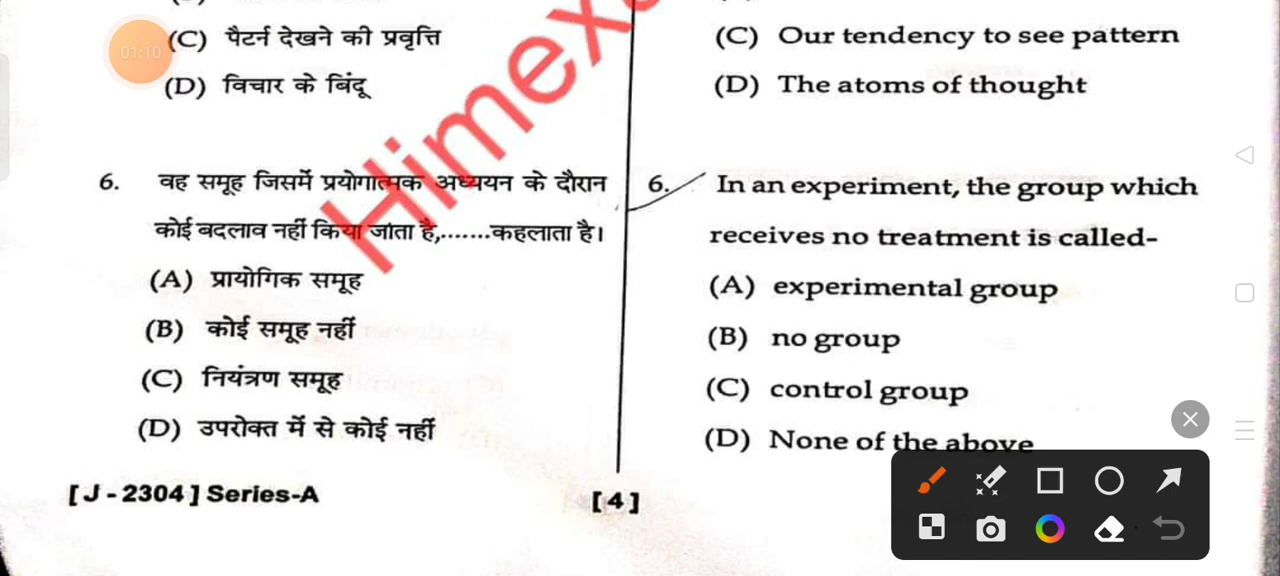 01:10
(C) पैटर्न देखने की प्रवृत्ति
(D) विचार के बिंदू
6. वह समूह जिसमें प्रयोगात्मक अध्ययन के दौरान
कोई बदलाव नहीं किया जाता है,.......कहलाता है।
(A) प्रायोगिक समूह
(B) कोई समूह नहीं
(C) नियंत्रण समूह
(D) उपरोक्त में से कोई नहीं
[ J - 2304 ] Series-A
[ 4 ]
(C) Our tendency to see pattern
(D) The atoms of thought
6. In an experiment, the group which
receives no treatment is called-
(A) experimental group
(B) no group
(C) control group
(D) None of the above
Himex